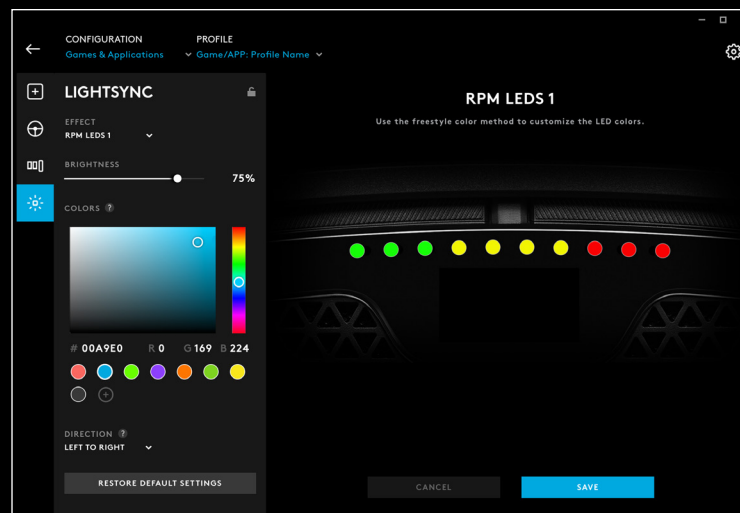 CONFIGURATION
PROFILE
Games & Applications
Game/APP: Profile Name
LIGHTSYNC
EFFECT
RPM LEDS 1
BRIGHTNESS
75%
COLORS ?
# 00A9E0 R 0 G 169 B 224
DIRECTION ?
LEFT TO RIGHT
RESTORE DEFAULT SETTINGS
RPM LEDS 1
Use the freestyle color method to customize the LED colors.
CANCEL
SAVE